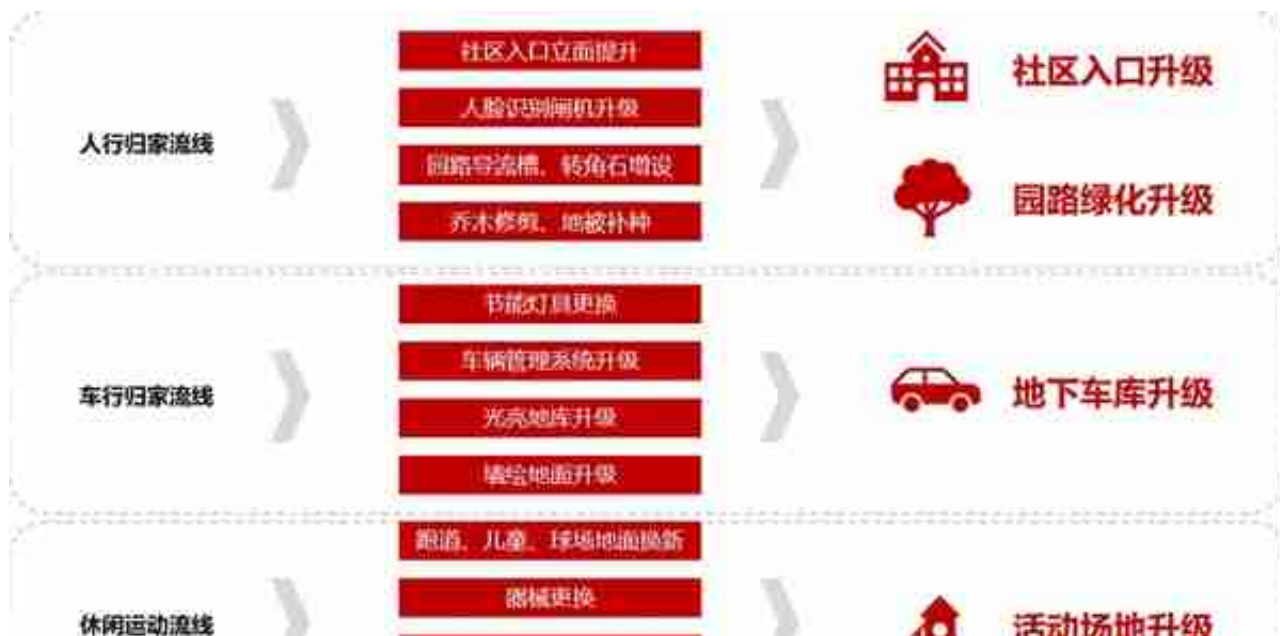 人行归家流线
社区入口立面提升
人脸识别闸机升级
园路导流槽、转角石增设
乔木修剪、地被补种
社区入口升级
园路绿化升级
车行归家流线
节能灯具更换
车辆管理系统升级
光亮地库升级
墙绘地面升级
地下车库升级
休闲运动流线
跑道、儿童、球场地面换新
器械更换
活动场地升级